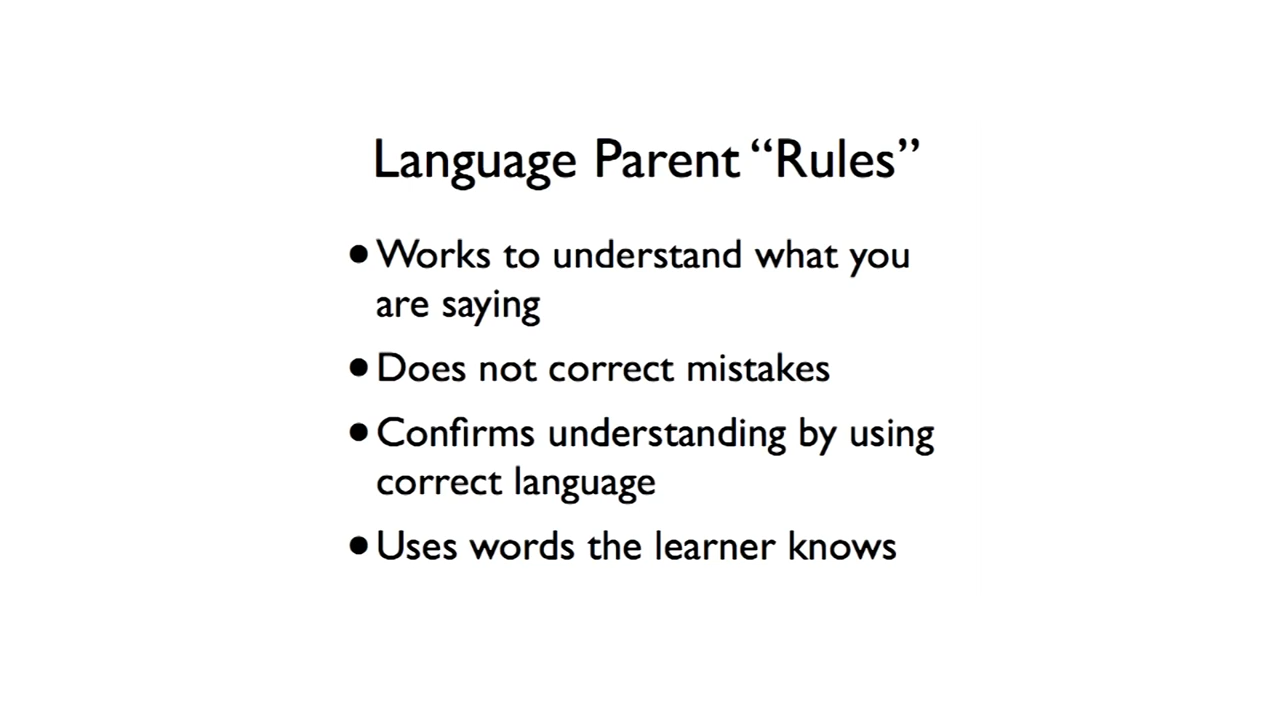 Language Parent “Rules”
• Works to understand what you
are saying
• Does not correct mistakes
• Confirms understanding by using
correct language
• Uses words the learner knows